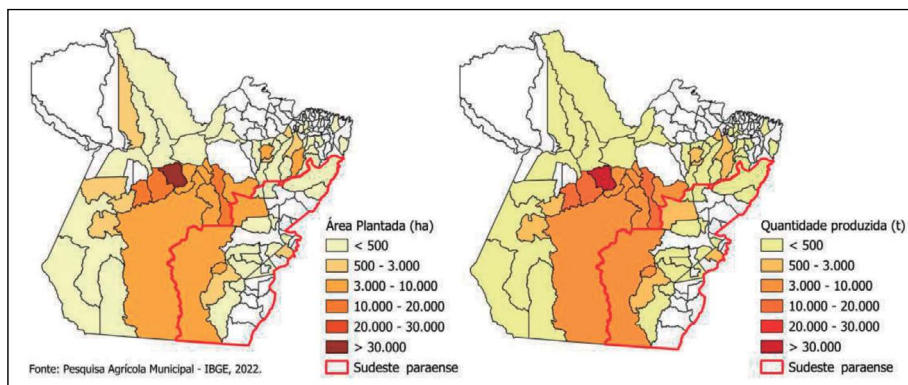 Área Plantada (ha)
< 500
500 - 3.000
3.000 - 10.000
10.000 - 20.000
20.000 - 30.000
> 30.000
Sudeste paraense
Quantidade produzida (t)
< 500
500 - 3.000
3.000 - 10.000
10.000 - 20.000
20.000 - 30.000
> 30.000
Sudeste paraense
Fonte: Pesquisa Agrícola Municipal - IBGE, 2022.